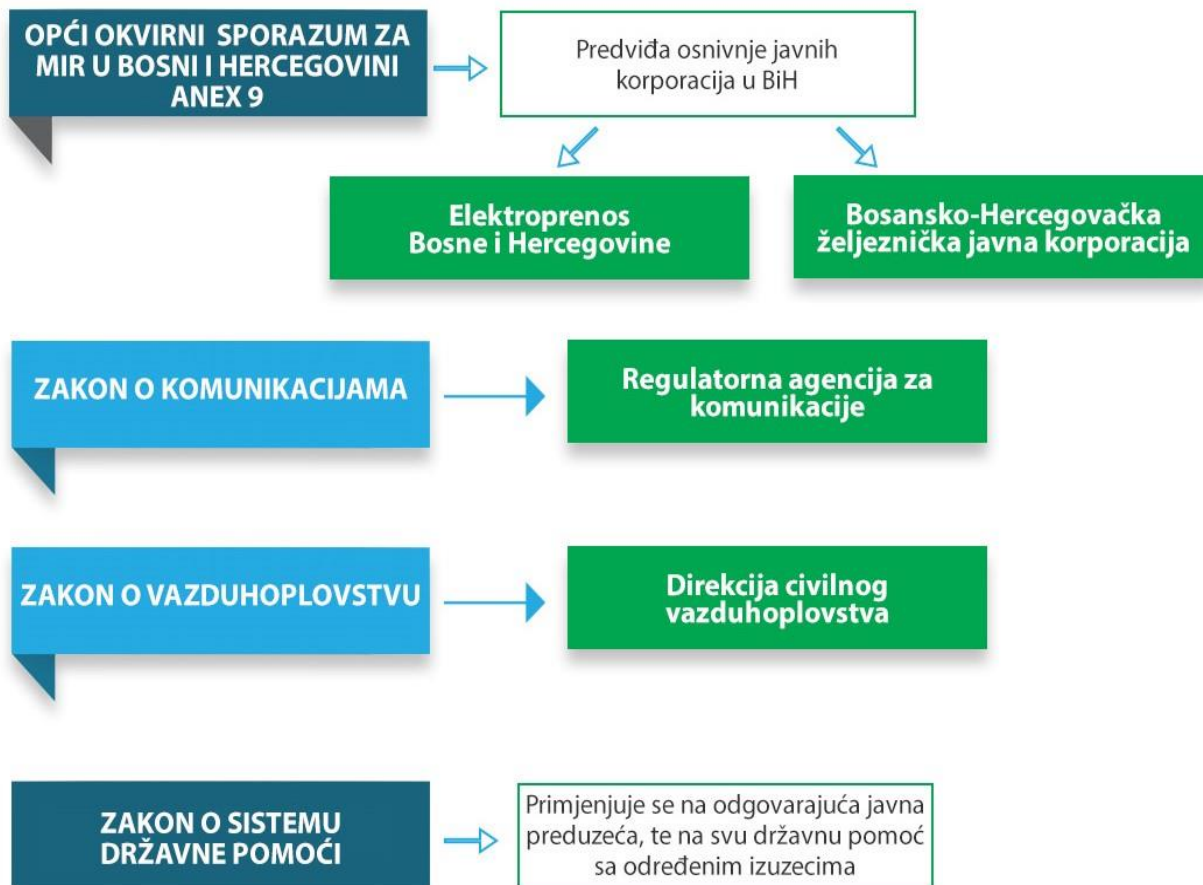 OPĆI OKVIRNI SPORAZUM ZA
MIR U BOSNI I HERCEGOVINI
ANEX 9
Predviđa osnivnje javnih
korporacija u BiH
Elektroprenos
Bosne i Hercegovine
Bosansko-Hercegovačka
željeznička javna korporacija
ZAKON O KOMUNIKACIJAMA
Regulatorna agencija za
komunikacije
ZAKON O VAZDUHOPLOVSTVU
Direkcija civilnog
vazduhoplovstva
ZAKON O SISTEMU
DRŽAVNE POMOĆI
Primjenjuje se na odgovarajuća javna
preduzeća, te na svu državnu pomoć
sa određenim izuzecima